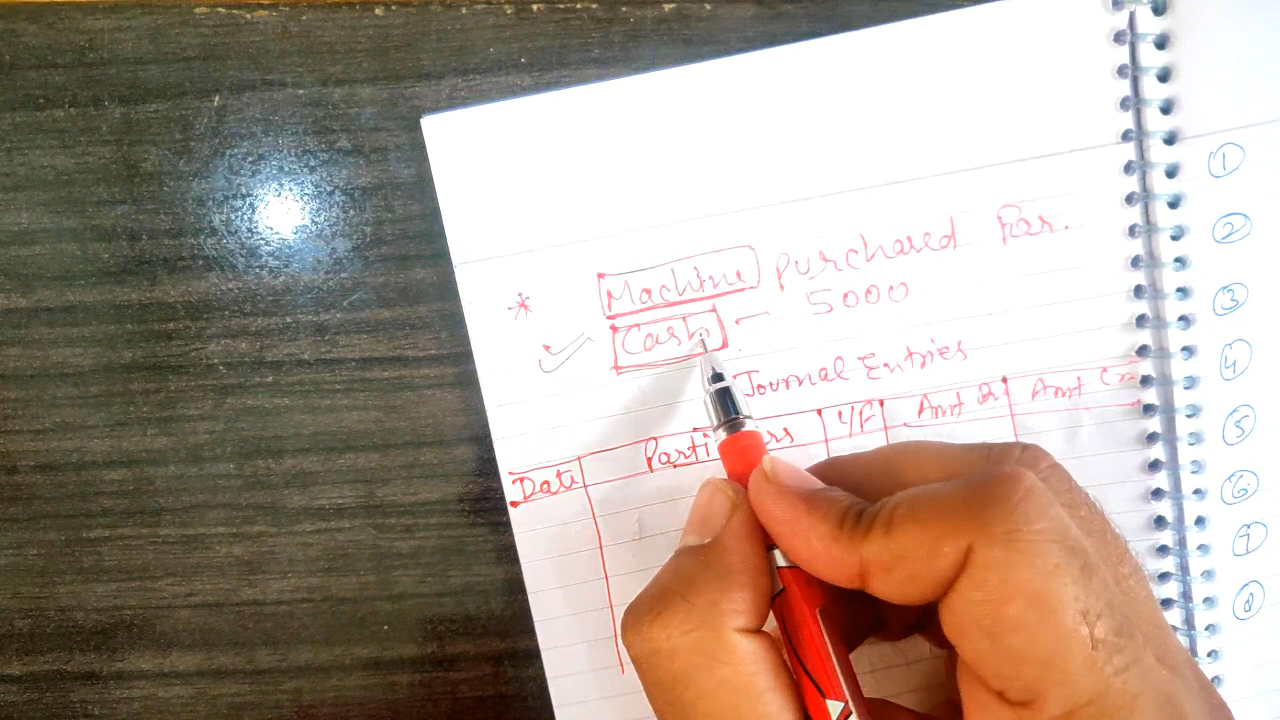 * Machine purchased for.
Cash - 5000
Journal Entries
Date Particulars L/F Amt Dr Amt Cr
1
2
3
4
5
6
7
8